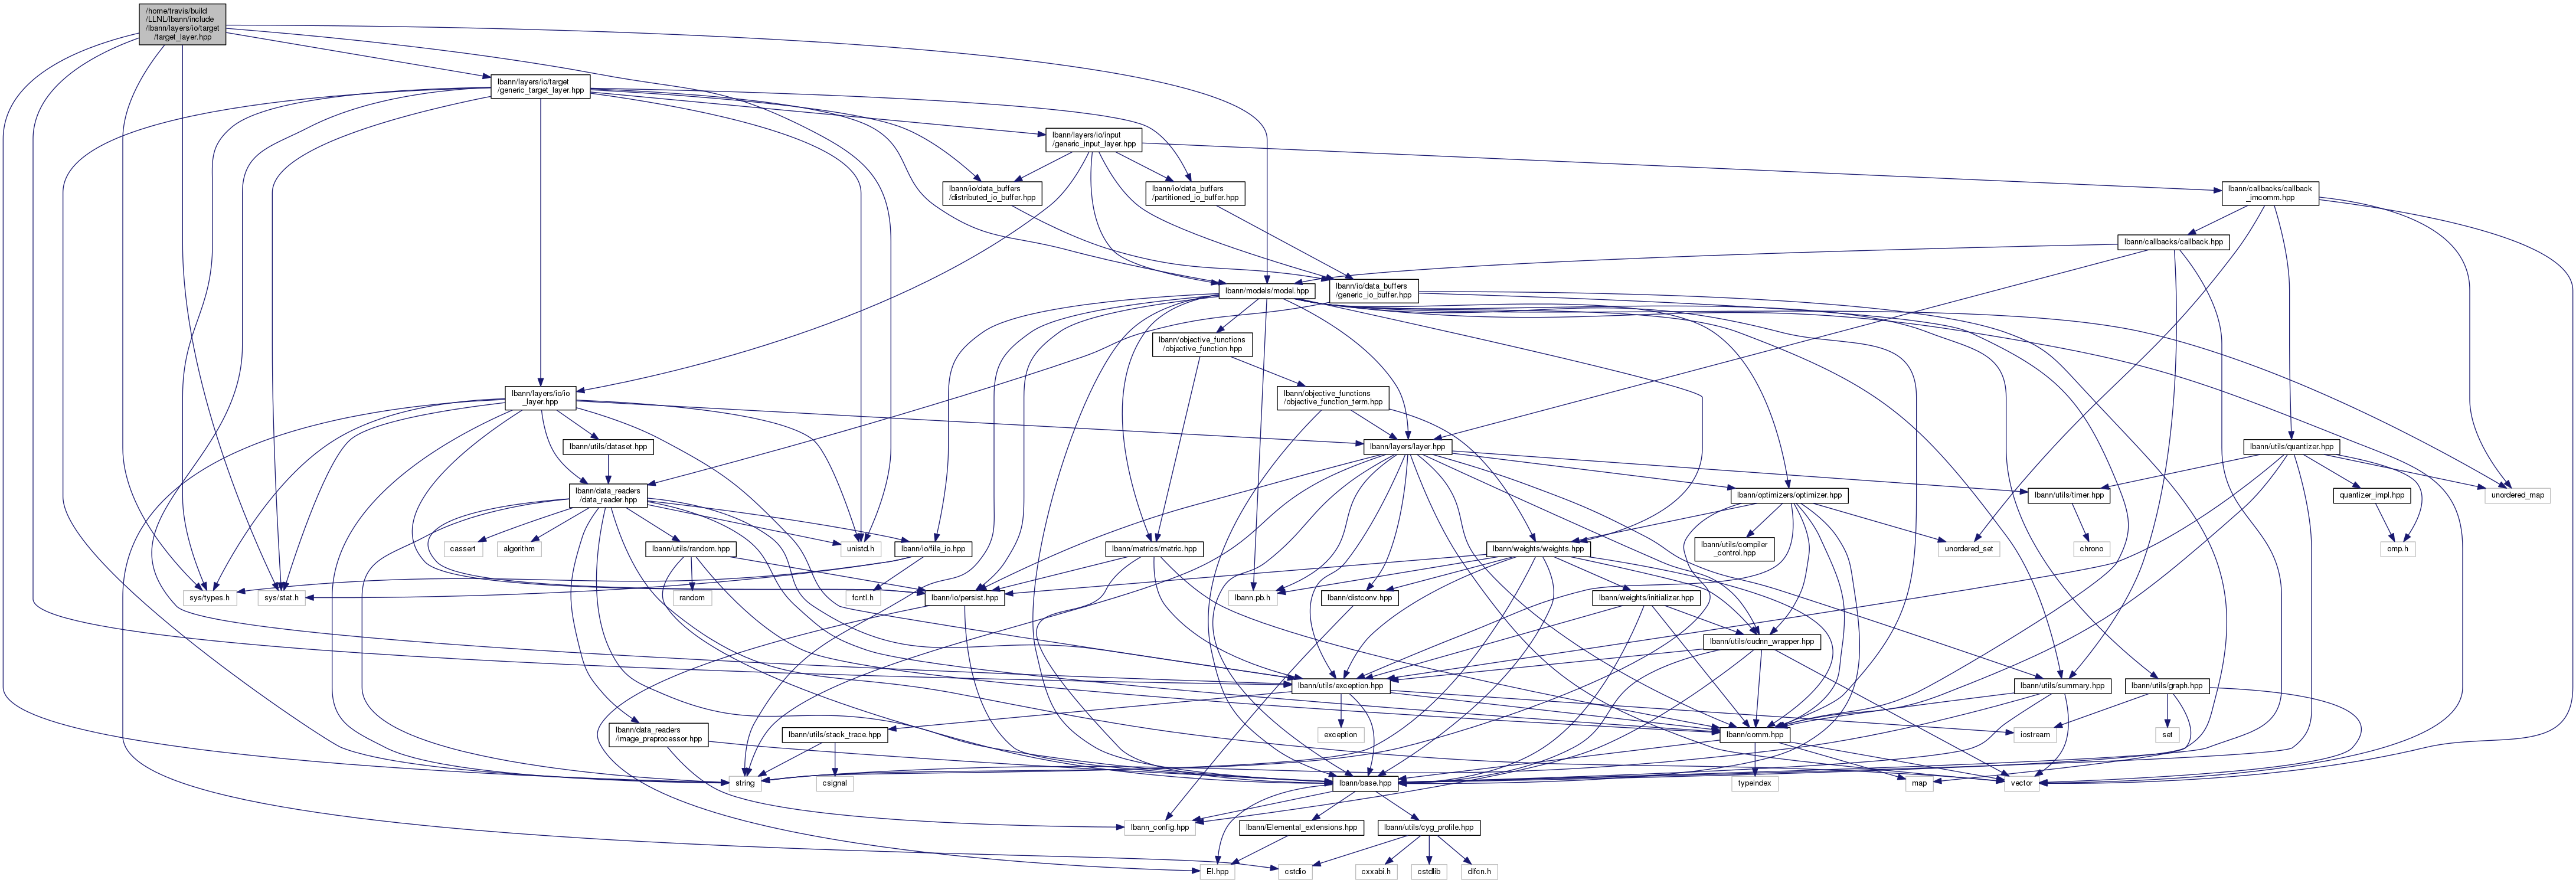 /home/travis/build
/LLNL/lbann/include
/lbann/layers/io/target
/target_layer.hpp
lbann/layers/io/target
/generic_target_layer.hpp
lbann/layers/io/input
/generic_input_layer.hpp
lbann/io/data_buffers
/distributed_io_buffer.hpp
lbann/io/data_buffers
/partitioned_io_buffer.hpp
lbann/callbacks/callback
_imcomm.hpp
lbann/callbacks/callback.hpp
lbann/models/model.hpp
lbann/io/data_buffers
/generic_io_buffer.hpp
lbann/objective_functions
/objective_function.hpp
lbann/layers/io/io
_layer.hpp
lbann/objective_functions
/objective_function_term.hpp
lbann/utils/dataset.hpp
lbann/layers/layer.hpp
lbann/utils/quantizer.hpp
lbann/data_readers
/data_reader.hpp
lbann/optimizers/optimizer.hpp
lbann/utils/timer.hpp
quantizer_impl.hpp
unordered_map
cassert
algorithm
lbann/utils/random.hpp
unistd.h
lbann/io/file_io.hpp
lbann/metrics/metric.hpp
lbann/weights/weights.hpp
lbann/utils/compiler
_control.hpp
unordered_set
chrono
omp.h
sys/types.h
sys/stat.h
random
fcntl.h
lbann/io/persist.hpp
lbann.pb.h
lbann/distconv.hpp
lbann/weights/initializer.hpp
lbann/utils/cudnn_wrapper.hpp
lbann/utils/exception.hpp
lbann/utils/summary.hpp
lbann/utils/graph.hpp
lbann/data_readers
/image_preprocessor.hpp
lbann/utils/stack_trace.hpp
exception
lbann/comm.hpp
iostream
set
string
csignal
lbann/base.hpp
typeindex
map
vector
lbann_config.hpp
lbann/Elemental_extensions.hpp
lbann/utils/cyg_profile.hpp
El.hpp
cstdio
cxxabi.h
cstdlib
dlfcn.h